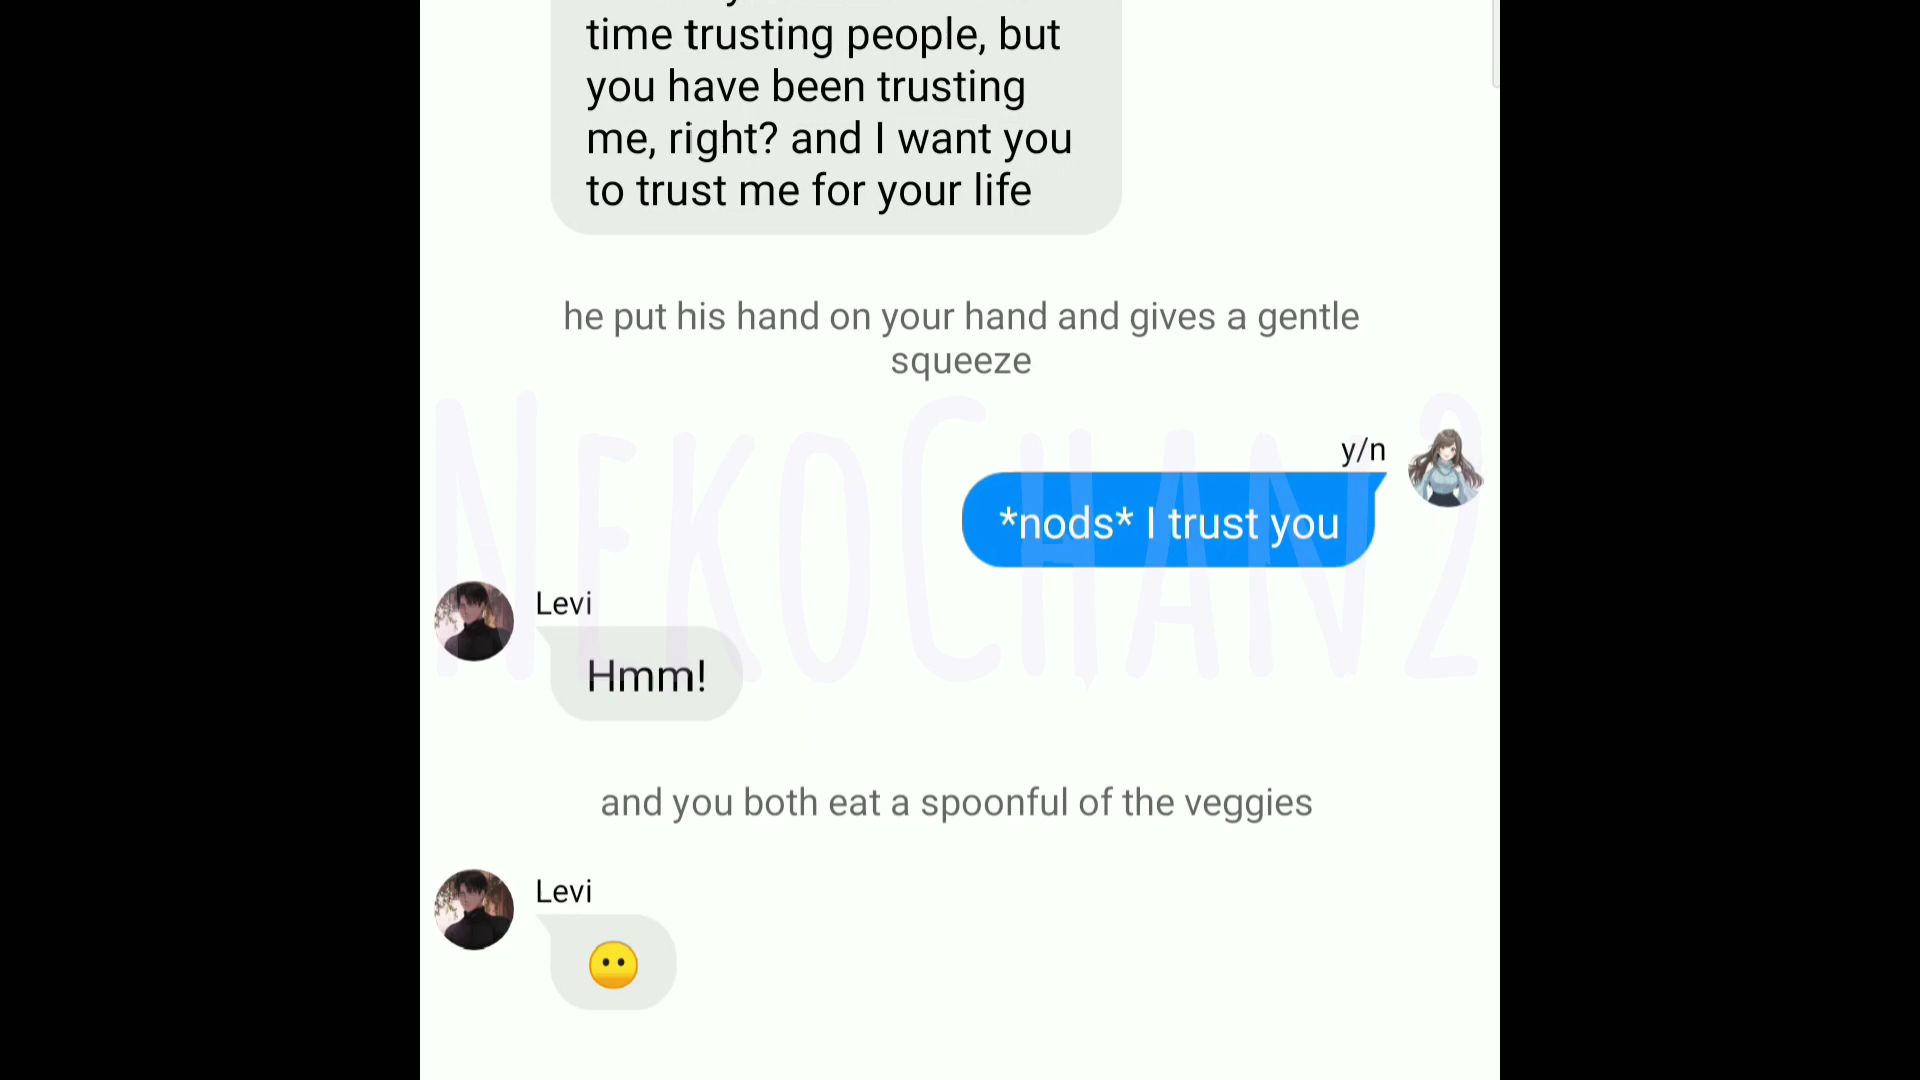 time trusting people, but
you have been trusting
me, right? and I want you
to trust me for your life
he put his hand on your hand and gives a gentle
squeeze
y/n
*nods* I trust you
NEKOCHAN2
Levi
Hmm!
and you both eat a spoonful of the veggies
Levi
😶